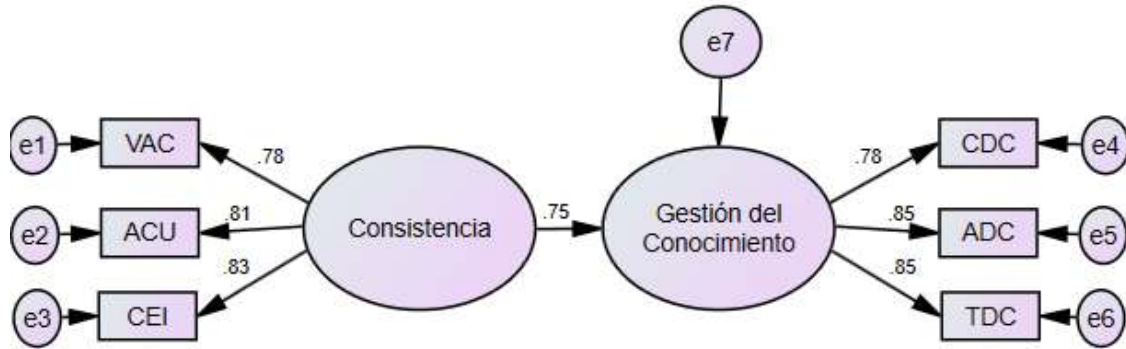 e7
e1
VAC
.78
e2
ACU
.81
e3
CEI
.83
Consistencia
.75
Gestión del
Conocimiento
.78
CDC
e4
.85
ADC
e5
.85
TDC
e6